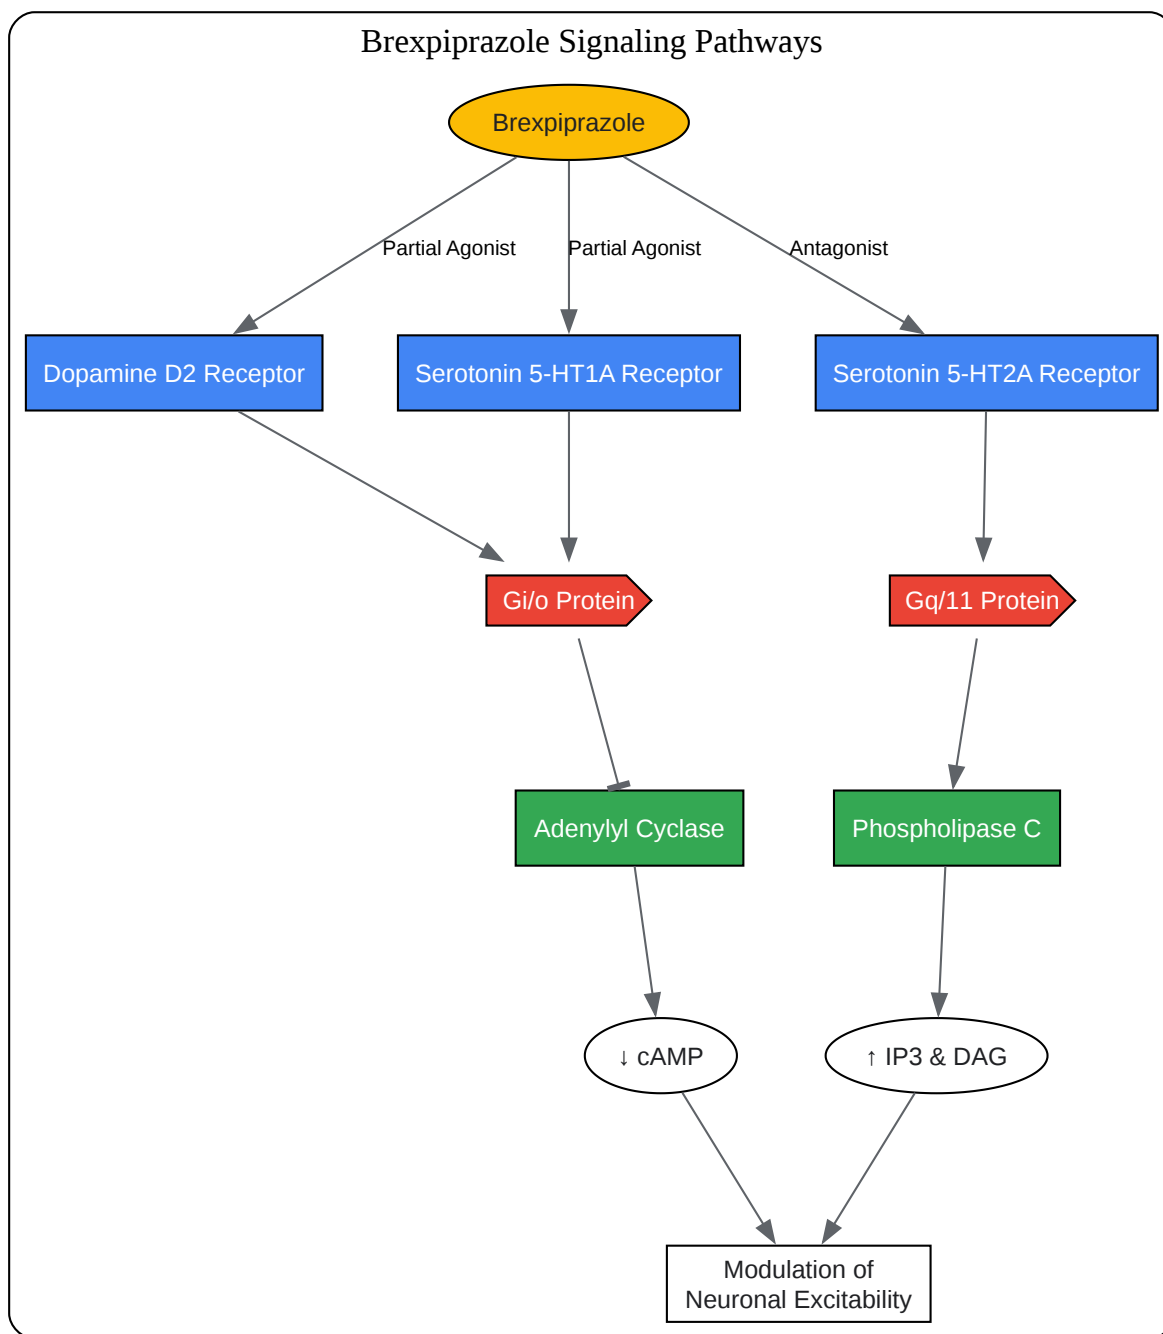 Brexpiprazole Signaling Pathways
Brexpiprazole
Partial Agonist
Partial Agonist
Antagonist
Dopamine D2 Receptor
Serotonin 5-HT1A Receptor
Serotonin 5-HT2A Receptor
Gi/o Protein
Gq/11 Protein
Adenylyl Cyclase
Phospholipase C
↓ cAMP
↑ IP3 & DAG
Modulation of
Neuronal Excitability